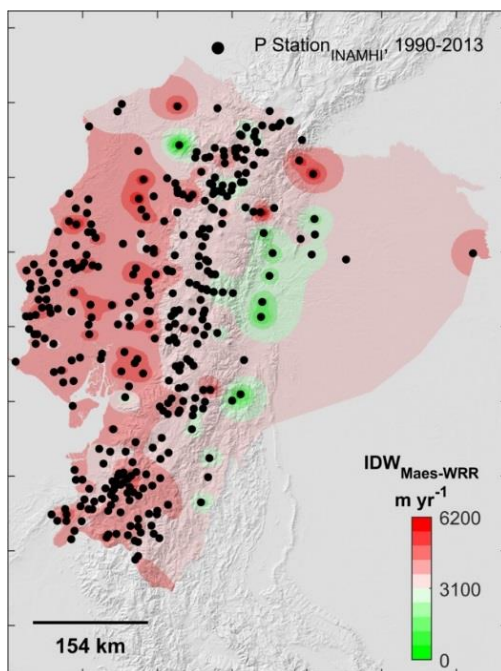 P Station INAMHI, 1990-2013
IDW Maes-WRR
m yr-1
6200
3100
0
154 km